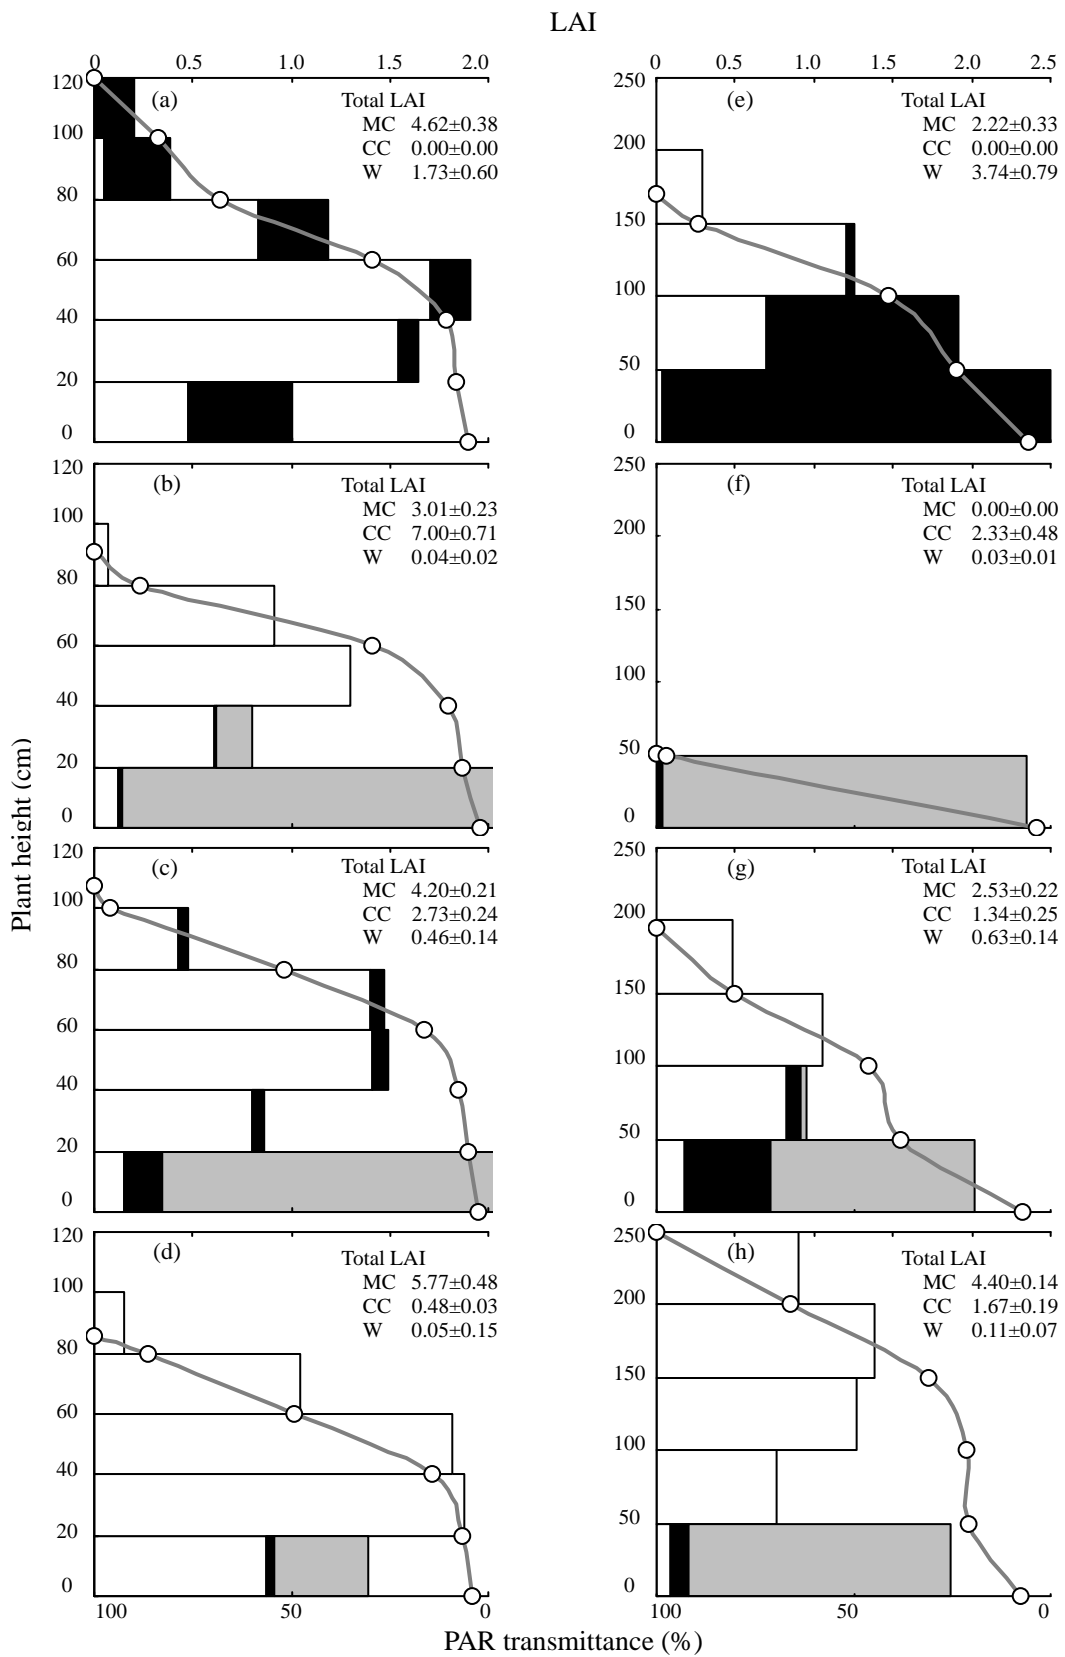 LAI
0 0.5 1.0 1.5 2.0
120
100
80
60
40
20
0
(a)
Total LAI
MC 4.62±0.38
CC 0.00±0.00
W 1.73±0.60
0 0.5 1.0 1.5 2.0 2.5
250
200
150
100
50
0
(e)
Total LAI
MC 2.22±0.33
CC 0.00±0.00
W 3.74±0.79
120
100
80
60
40
20
0
(b)
Total LAI
MC 3.01±0.23
CC 7.00±0.71
W 0.04±0.02
250
200
150
100
50
0
(f)
Total LAI
MC 0.00±0.00
CC 2.33±0.48
W 0.03±0.01
Plant height (cm)
120
100
80
60
40
20
0
(c)
Total LAI
MC 4.20±0.21
CC 2.73±0.24
W 0.46±0.14
250
200
150
100
50
0
(g)
Total LAI
MC 2.53±0.22
CC 1.34±0.25
W 0.63±0.14
120
100
80
60
40
20
0
(d)
Total LAI
MC 5.77±0.48
CC 0.48±0.03
W 0.05±0.15
100 50 0
250
200
150
100
50
0
(h)
Total LAI
MC 4.40±0.14
CC 1.67±0.19
W 0.11±0.07
100 50 0
PAR transmittance (%)